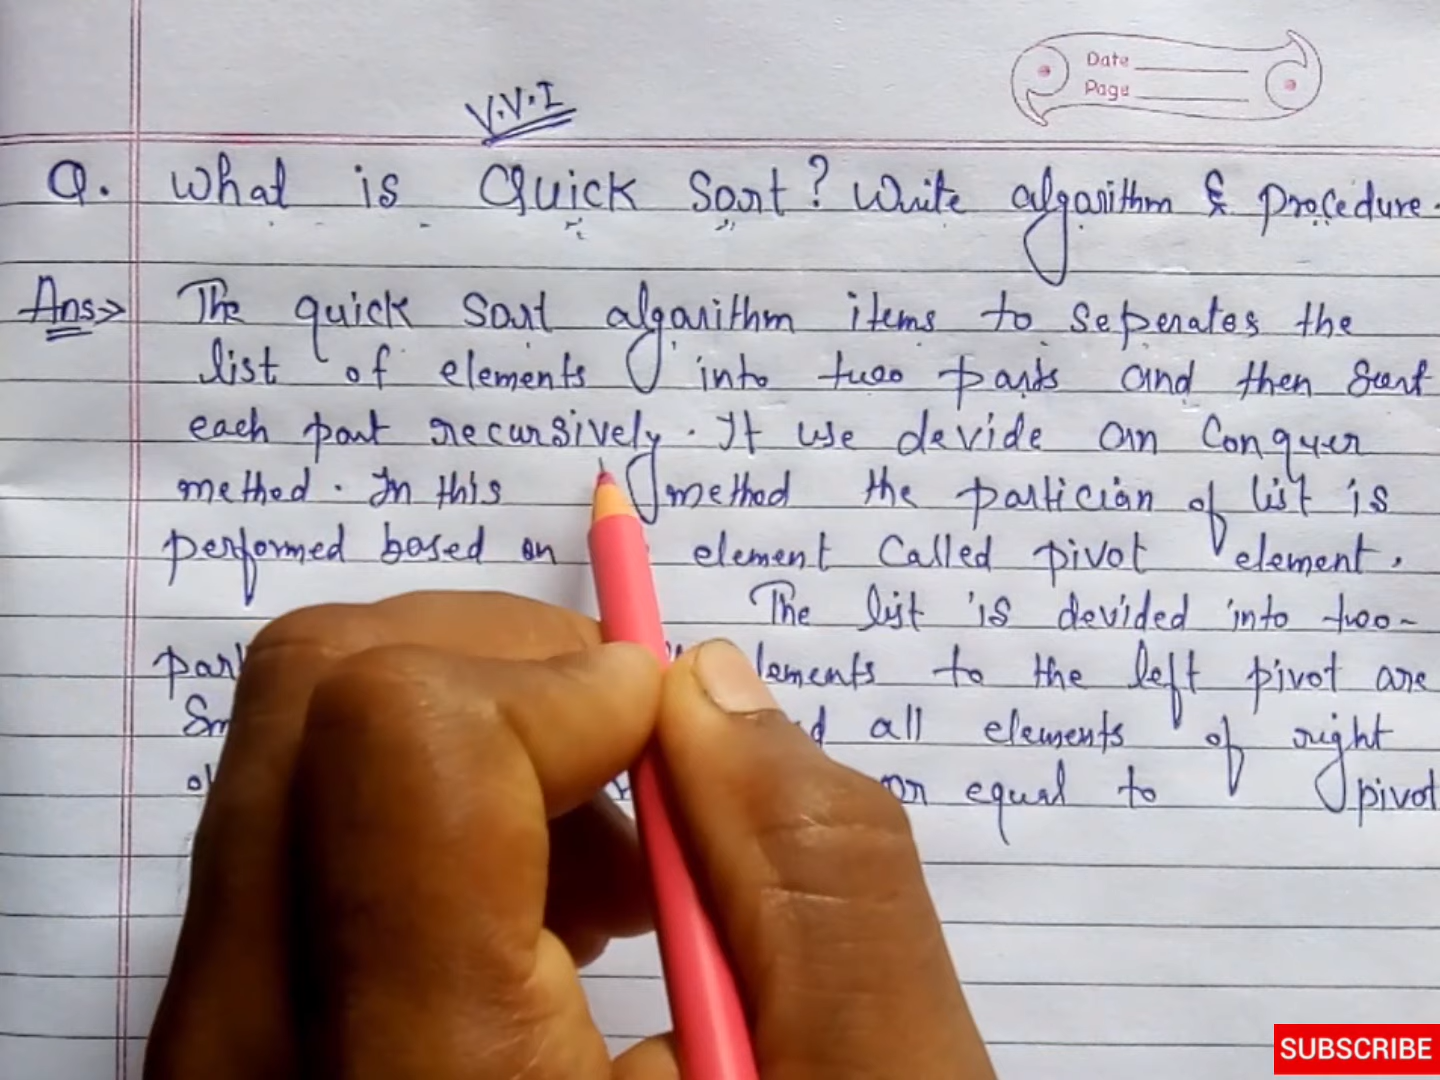 Date
Page
V.V.I
Q. What is Quick Sort? Write algorithm & procedure.
Ans:> The quick Sort algorithm items to seperates the
list of elements into two parts and then Sort
each part recursively. It use devide an Conquer
method. In this method the partician of list is
performed based on element Called pivot element.
The list is devided into two-
elements to the left pivot are
all elements of right
or equal to pivot
SUBSCRIBE